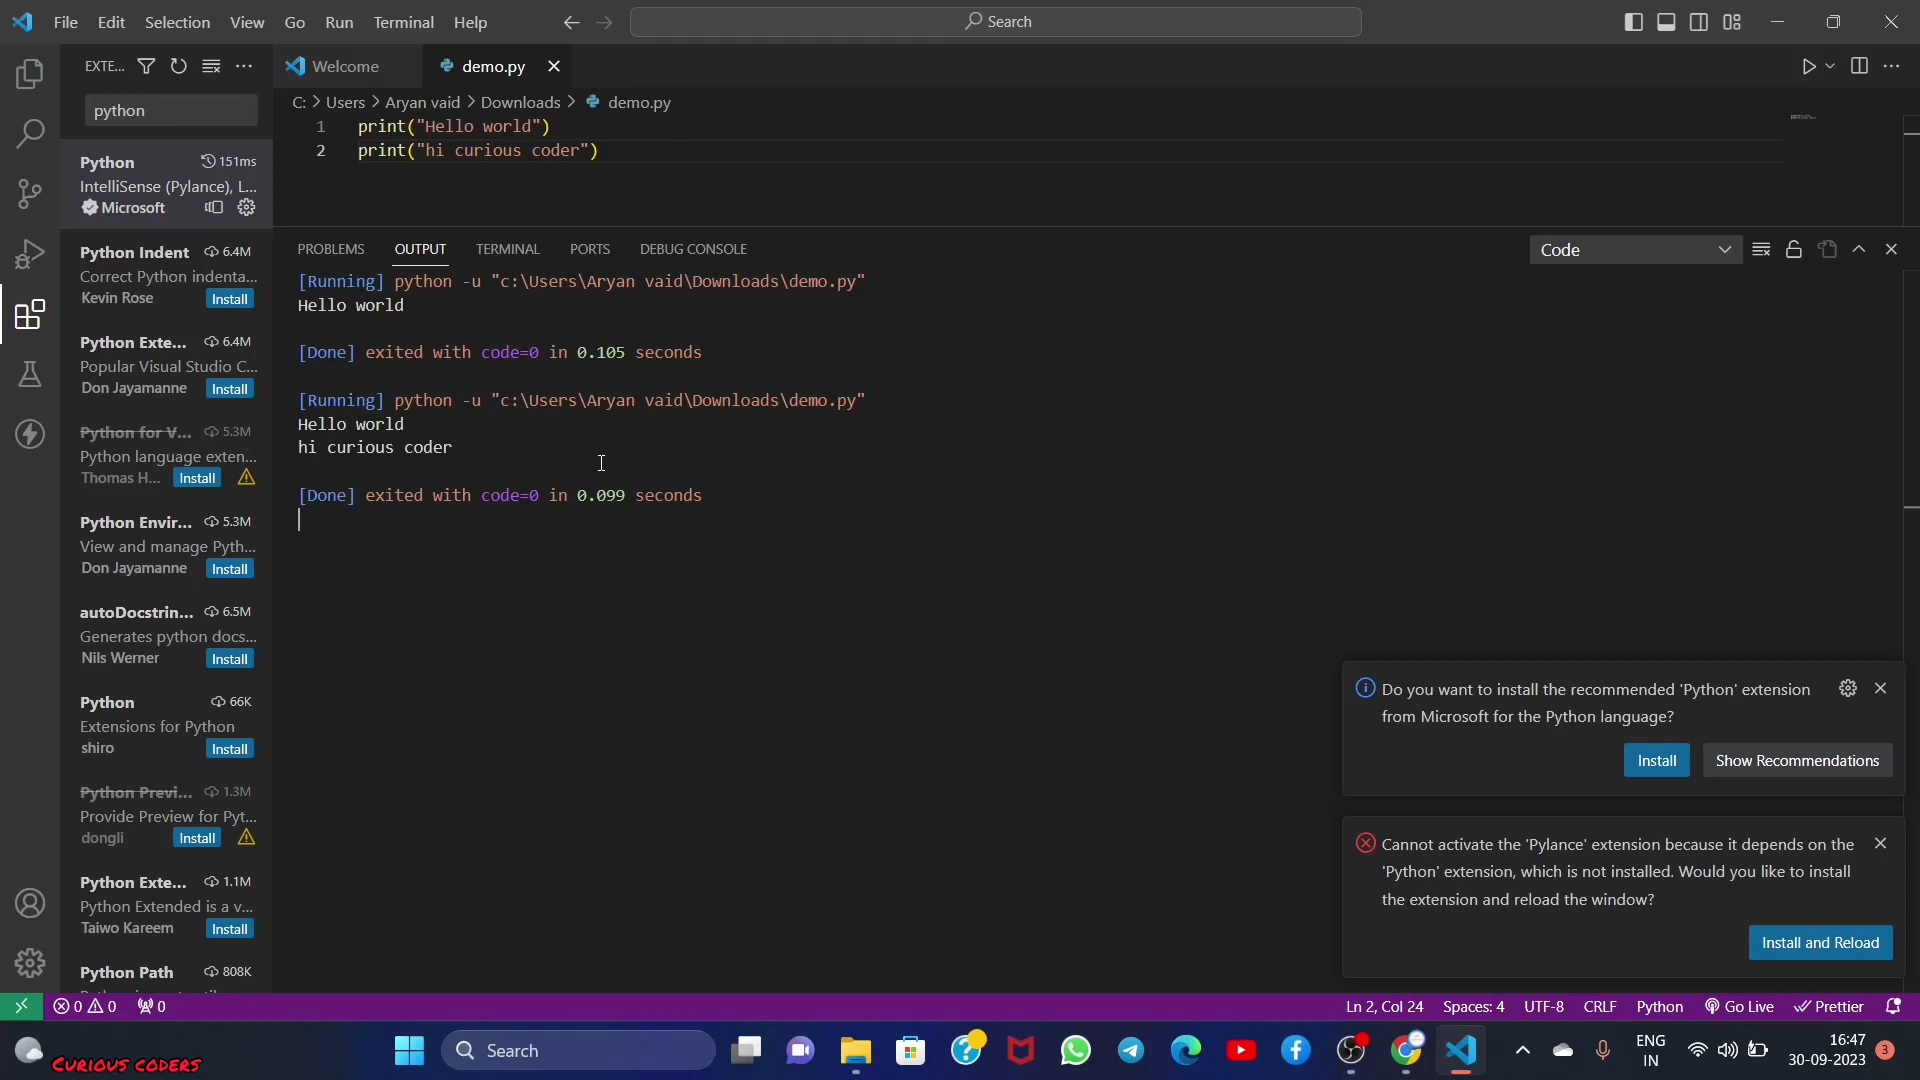 File Edit Selection View Go Run Terminal Help
Search
EXTE...
Welcome
demo.py
python
C: > Users > Aryan vaid > Downloads > demo.py
1 print("Hello world")
2 print("hi curious coder")
Python 151ms
IntelliSense (Pylance), L...
Microsoft
Python Indent 6.4M
Correct Python indenta...
Kevin Rose Install
Python Exte... 6.4M
Popular Visual Studio C...
Don Jayamanne Install
Python for V... 5.3M
Python language exten...
Thomas H... Install
Python Envir... 5.3M
View and manage Pyth...
Don Jayamanne Install
autoDocstrin... 6.5M
Generates python docs...
Nils Werner Install
Python 66K
Extensions for Python
shiro Install
Python Previ... 1.3M
Provide Preview for Pyt...
dongli Install
Python Exte... 1.1M
Python Extended is a v...
Taiwo Kareem Install
Python Path 808K
PROBLEMS OUTPUT TERMINAL PORTS DEBUG CONSOLE
Code
[Running] python -u "c:\Users\Aryan vaid\Downloads\demo.py"
Hello world
[Done] exited with code=0 in 0.105 seconds
[Running] python -u "c:\Users\Aryan vaid\Downloads\demo.py"
Hello world
hi curious coder
[Done] exited with code=0 in 0.099 seconds
Do you want to install the recommended 'Python' extension
from Microsoft for the Python language?
Install Show Recommendations
Cannot activate the 'Pylance' extension because it depends on the
'Python' extension, which is not installed. Would you like to install
the extension and reload the window?
Install and Reload
0 0 0
Ln 2, Col 24 Spaces: 4 UTF-8 CRLF Python Go Live Prettier
CURIOUS CODERS
Search
ENG
IN
16:47
30-09-2023
3